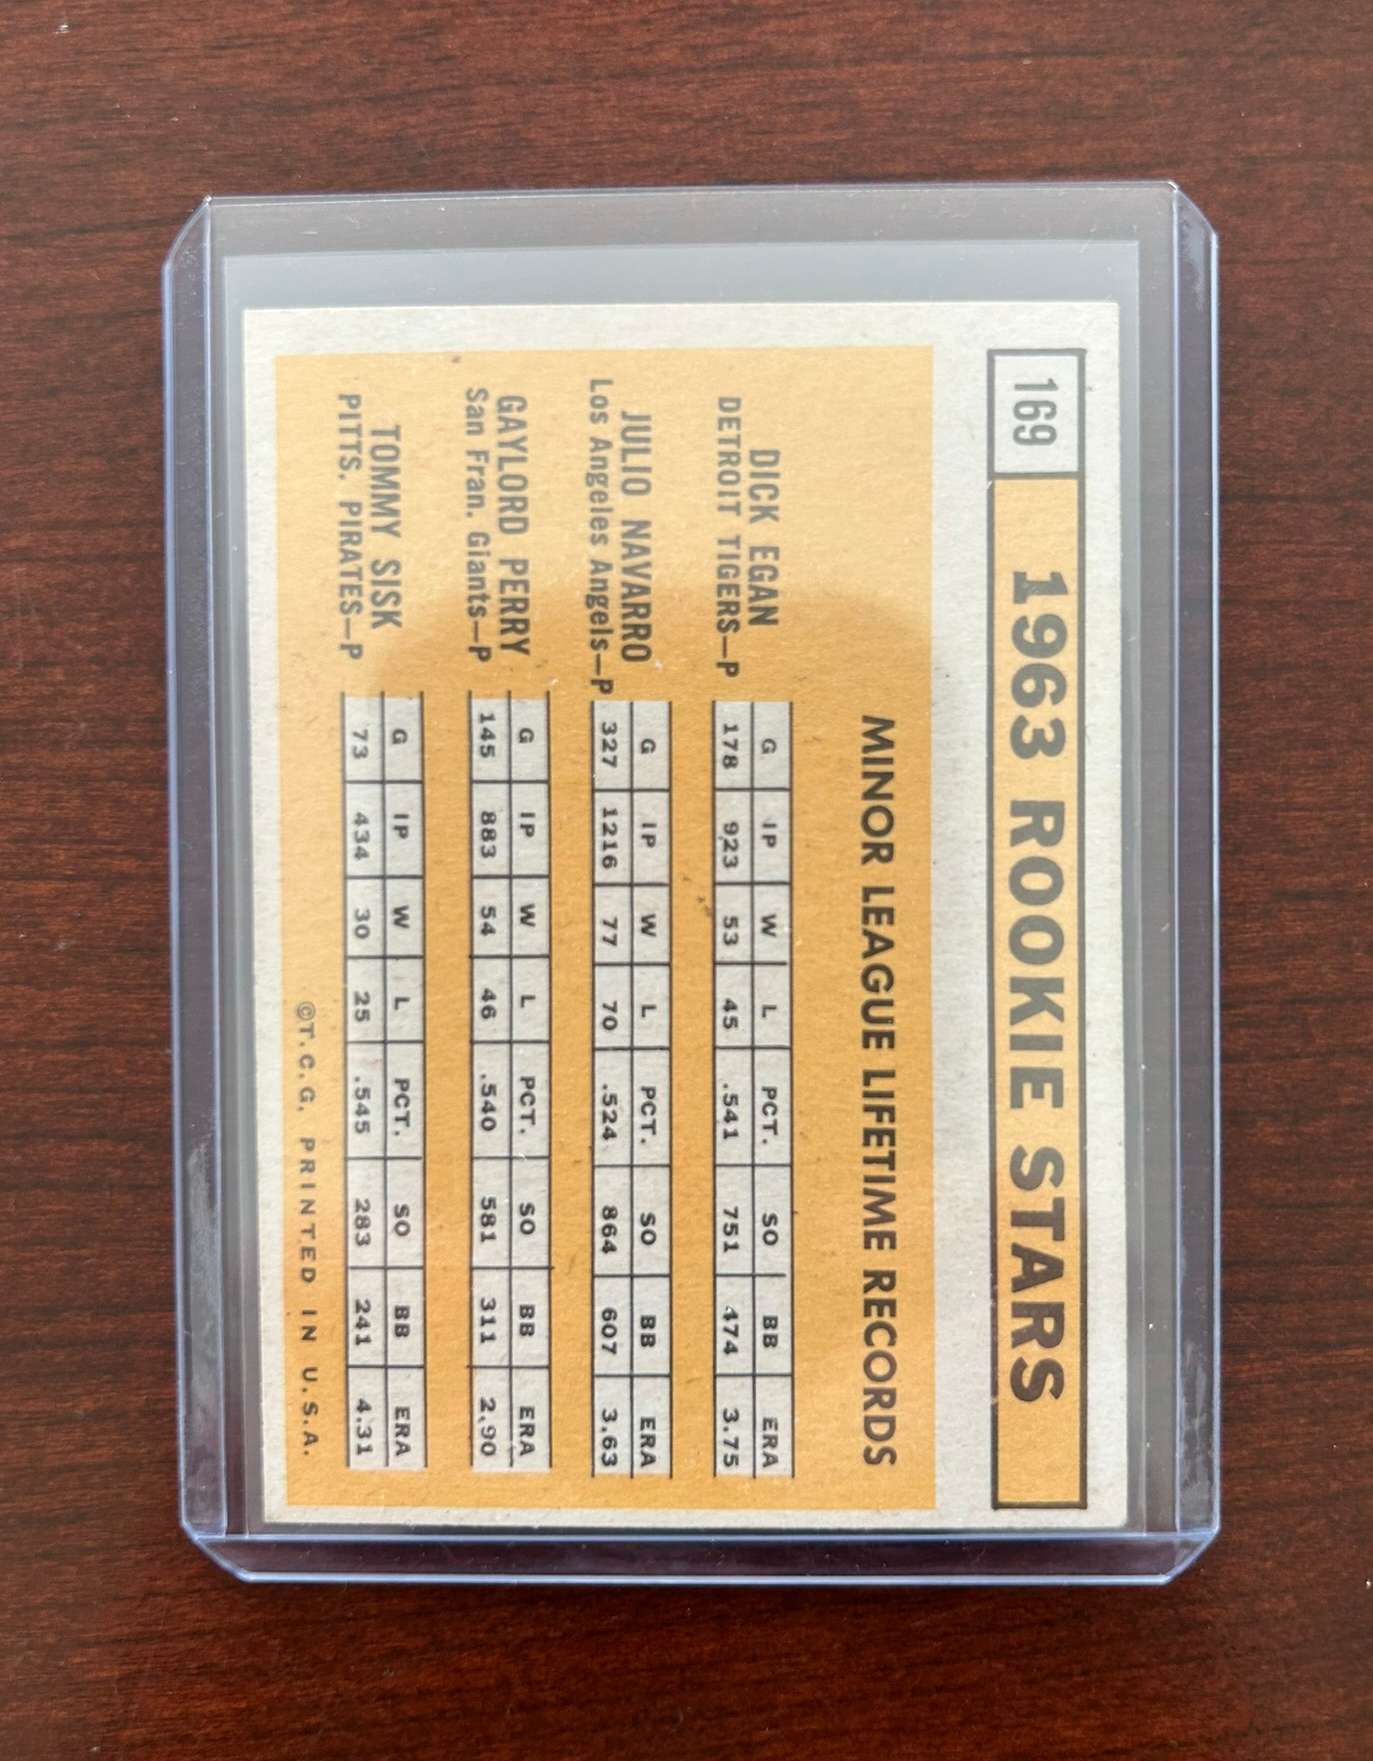 169 1963 ROOKIE STARS
MINOR LEAGUE LIFETIME RECORDS
DICK EGAN
DETROIT TIGERS—P
G IP W L PCT. SO BB ERA
178 923 53 45 .541 751 474 3.75
JULIO NAVARRO
Los Angeles Angels—P
G IP W L PCT. SO BB ERA
327 1216 77 70 .524 864 607 3.63
GAYLORD PERRY
San Fran. Giants—P
G IP W L PCT. SO BB ERA
145 883 54 46 .540 581 311 2.90
TOMMY SISK
PITTS. PIRATES—P
G IP W L PCT. SO BB ERA
73 434 30 25 .545 283 241 4.31
©T.C.G. PRINTED IN U.S.A.